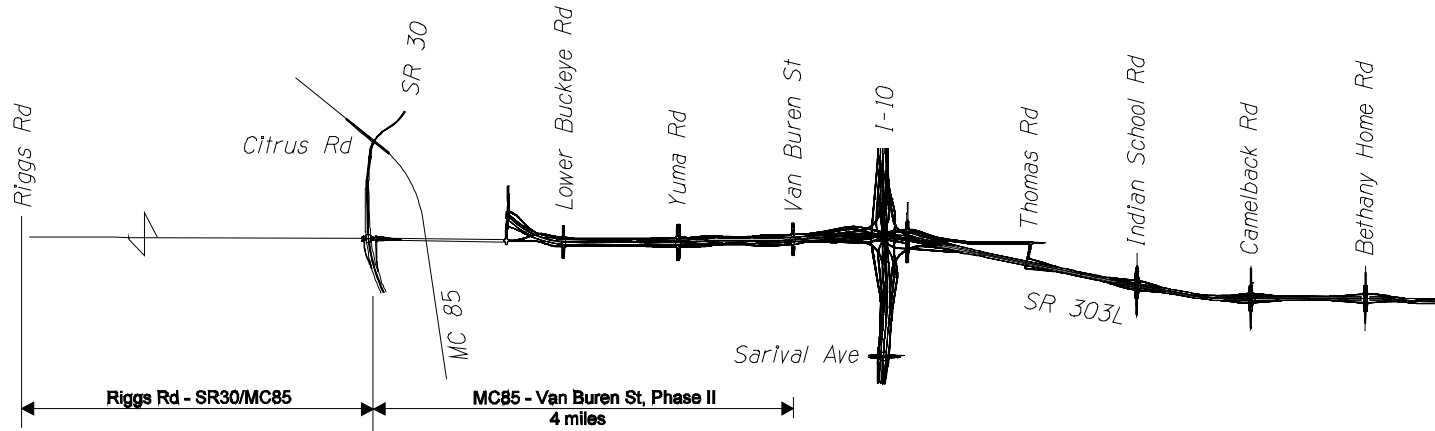 Riggs Rd
Citrus Rd
SR 30
MC 85
Lower Buckeye Rd
Yuma Rd
Van Buren St
I-10
Sarival Ave
Thomas Rd
SR 303L
Indian School Rd
Camelback Rd
Bethany Home Rd
Riggs Rd - SR30/MC85
MC85 - Van Buren St, Phase II
4 miles